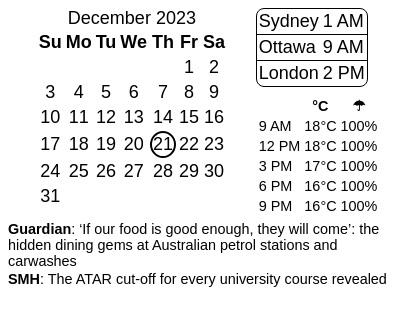 December 2023
Su Mo Tu We Th Fr Sa
1 2
3 4 5 6 7 8 9
10 11 12 13 14 15 16
17 18 19 20 21 22 23
24 25 26 27 28 29 30
31
Sydney 1 AM
Ottawa 9 AM
London 2 PM
°C ☂
9 AM 18°C 100%
12 PM 18°C 100%
3 PM 17°C 100%
6 PM 16°C 100%
9 PM 16°C 100%
Guardian: ‘If our food is good enough, they will come’: the
hidden dining gems at Australian petrol stations and
carwashes
SMH: The ATAR cut-off for every university course revealed